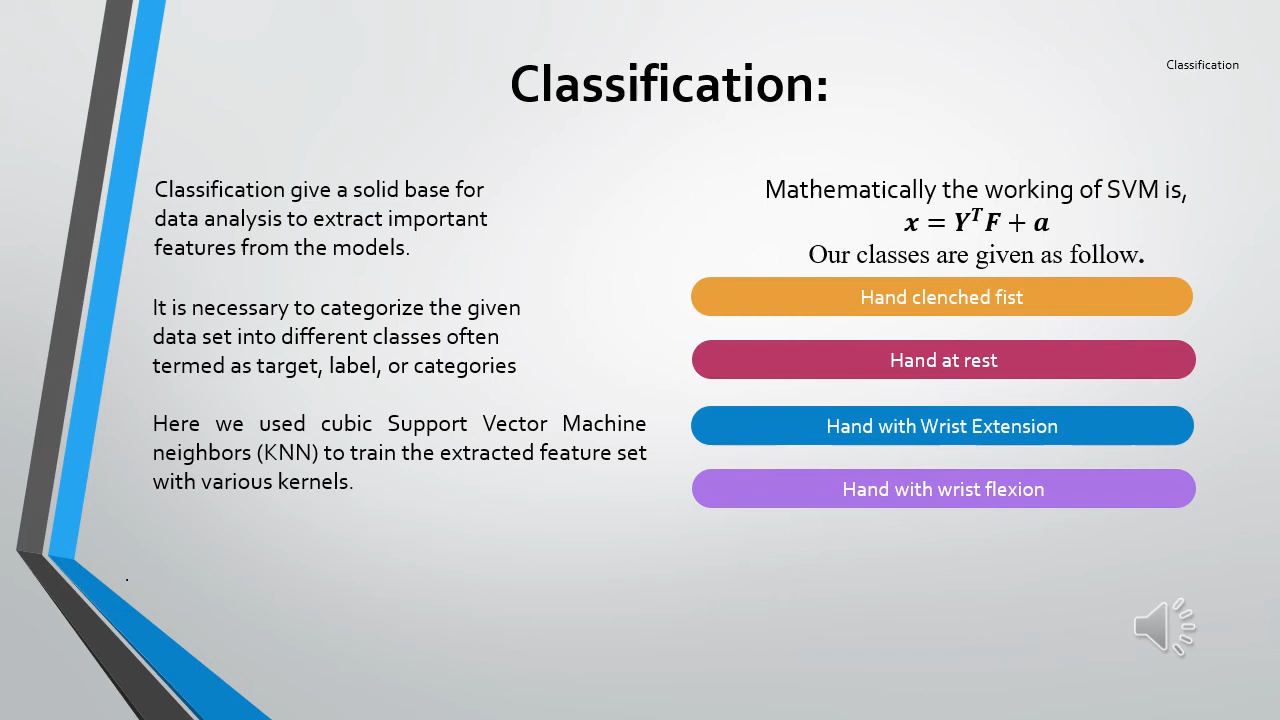 Classification
Classification:
Classification give a solid base for
data analysis to extract important
features from the models.
It is necessary to categorize the given
data set into different classes often
termed as target, label, or categories
Here we used cubic Support Vector Machine
neighbors (KNN) to train the extracted feature set
with various kernels.
.
Mathematically the working of SVM is,
x = Y^T F + a
Our classes are given as follow.
Hand clenched fist
Hand at rest
Hand with Wrist Extension
Hand with wrist flexion